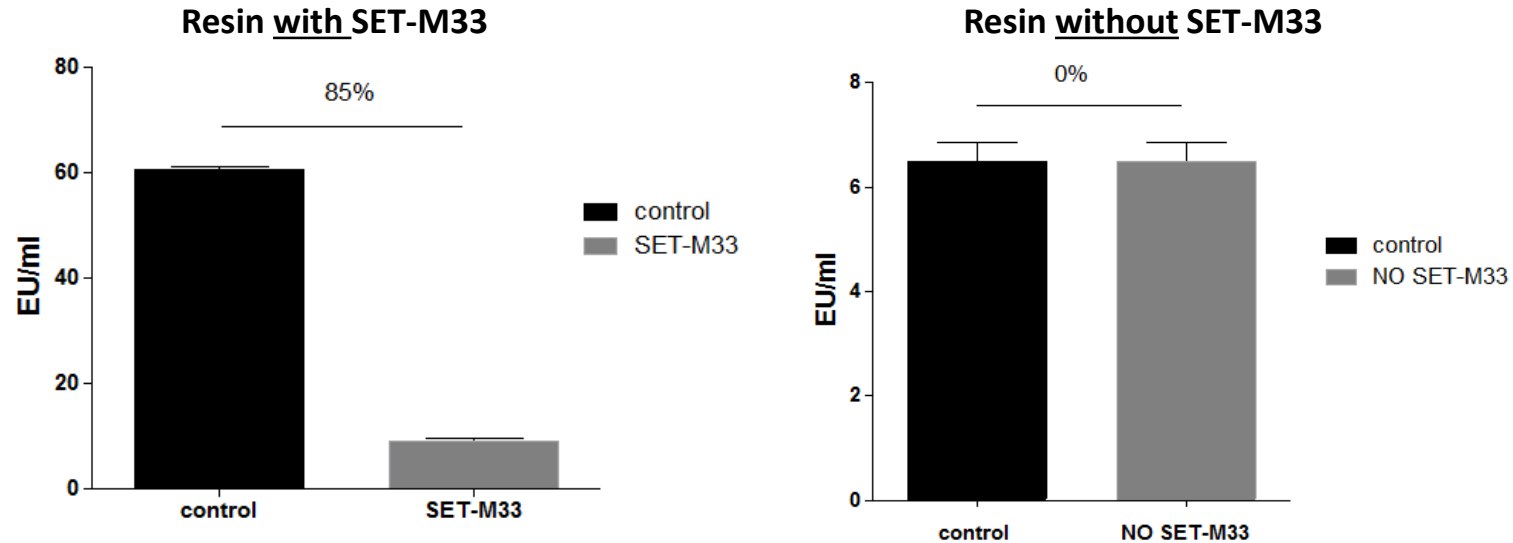 Resin with SET-M33
80
85%
60
40
20
0
EU/ml
control
SET-M33
control
SET-M33
Resin without SET-M33
8
0%
6
4
2
0
EU/ml
control
NO SET-M33
control
NO SET-M33